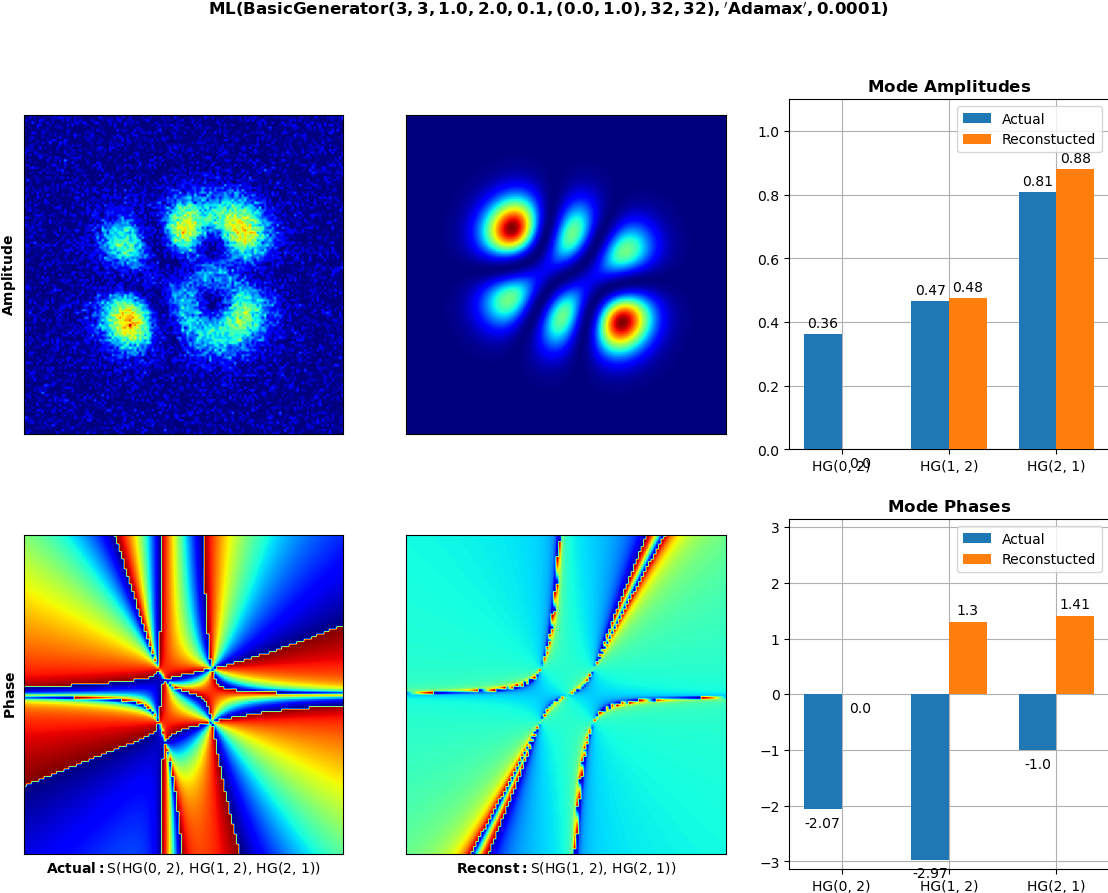 ML(BasicGenerator(3, 3, 1.0, 2.0, 0.1, (0.0, 1.0), 32, 32), ′Adamax′, 0.0001)
Mode Amplitudes
Amplitude
1.0
0.8
0.6
0.4
0.2
0.0
Actual
Reconstucted
0.36
0.0
0.47
0.48
0.81
0.88
HG(0, 2)
HG(1, 2)
HG(2, 1)
Mode Phases
Phase
3
2
1
0
−1
−2
−3
Actual
Reconstucted
-2.07
0.0
-2.97
1.3
-1.0
1.41
HG(0, 2)
HG(1, 2)
HG(2, 1)
Actual: S(HG(0, 2), HG(1, 2), HG(2, 1))
Reconst: S(HG(1, 2), HG(2, 1))